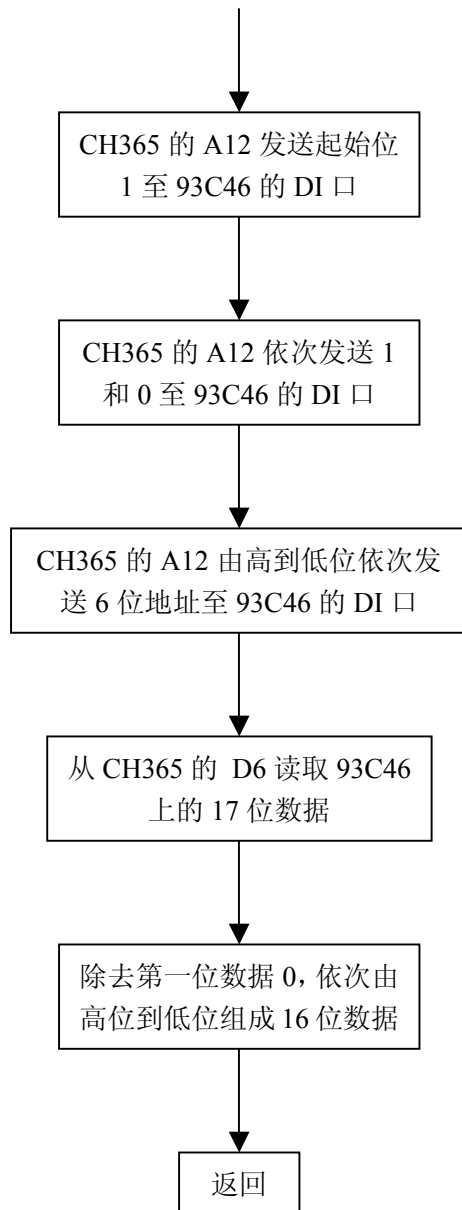 CH365 的 A12 发送起始位
1 至 93C46 的 DI 口
CH365 的 A12 依次发送 1
和 0 至 93C46 的 DI 口
CH365 的 A12 由高到低位依次发
送 6 位地址至 93C46 的 DI 口
从 CH365 的 D6 读取 93C46
上的 17 位数据
除去第一位数据 0，依次由
高位到低位组成 16 位数据
返回